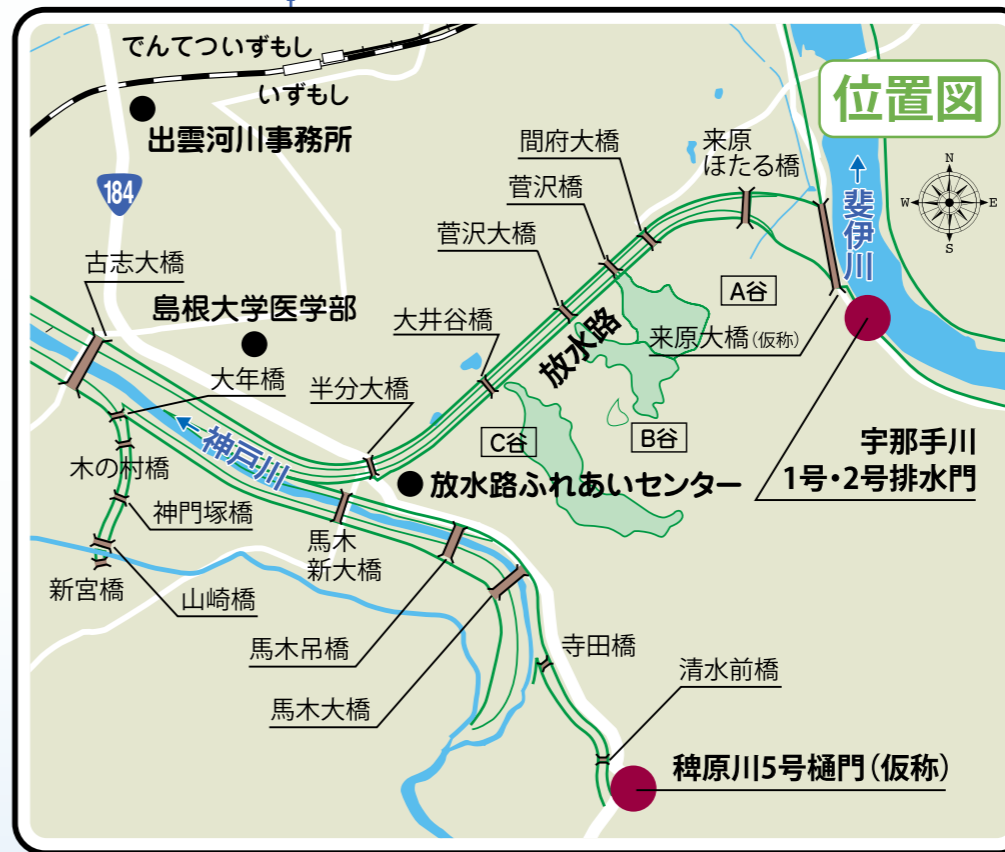 でんてついずもし
いずもし
位置図
出雲河川事務所
184
間府大橋
来原
ほたる橋
菅沢橋
菅沢大橋
斐伊川
N
W
E
S
古志大橋
A谷
島根大学医学部
大井谷橋
放水路
来原大橋(仮称)
大年橋
半分大橋
神戸川
C谷
B谷
宇那手川
1号・2号排水門
木の村橋
放水路ふれあいセンター
神門塚橋
馬木
新大橋
新宮橋
山崎橋
馬木吊橋
寺田橋
清水前橋
馬木大橋
稗原川5号樋門(仮称)